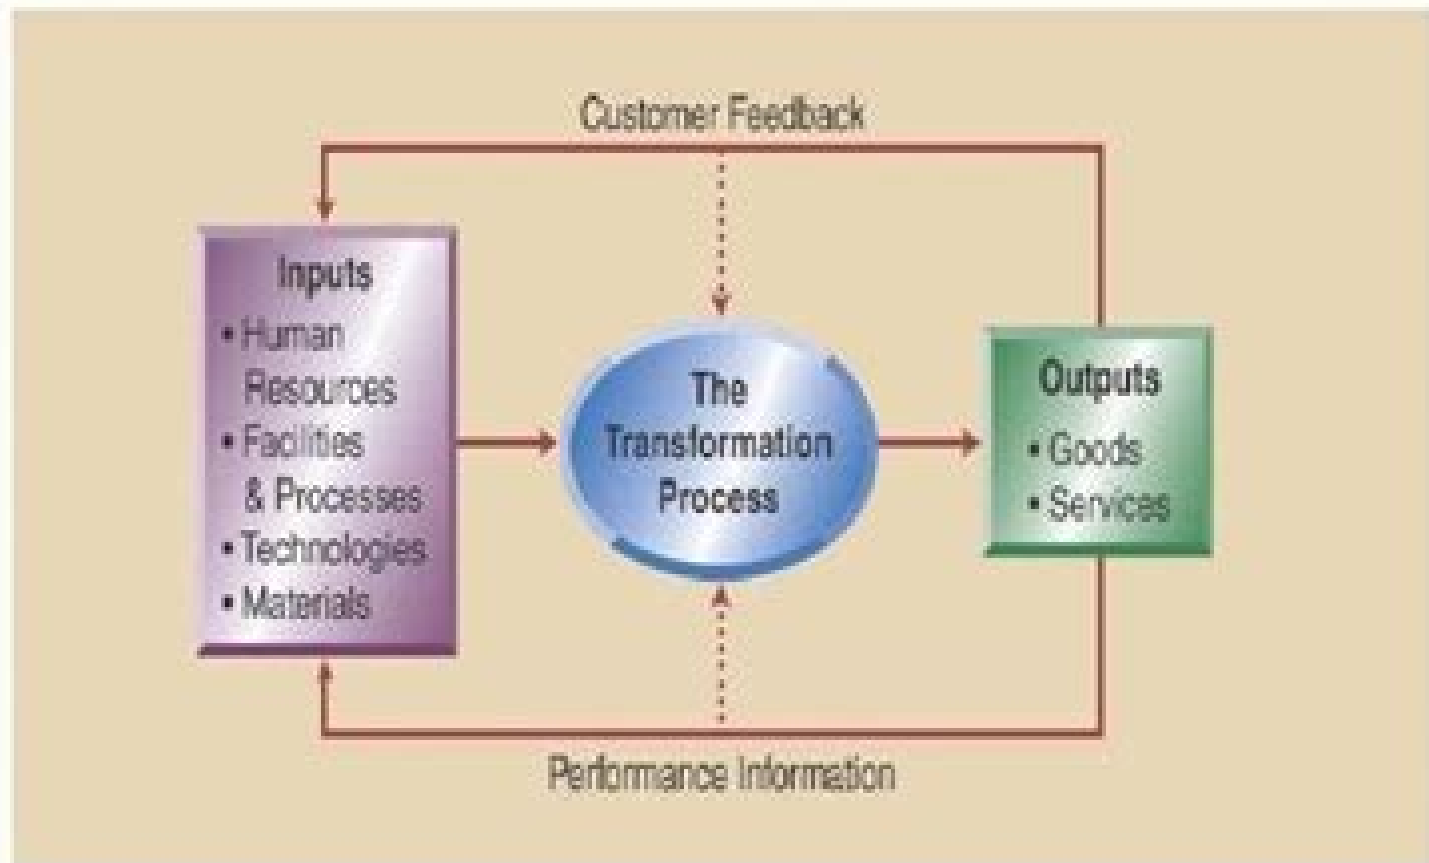 Customer Feedback
Inputs
• Human
Resources
• Facilities
& Processes
• Technologies
• Materials
The
Transformation
Process
Outputs
• Goods
• Services
Performance Information